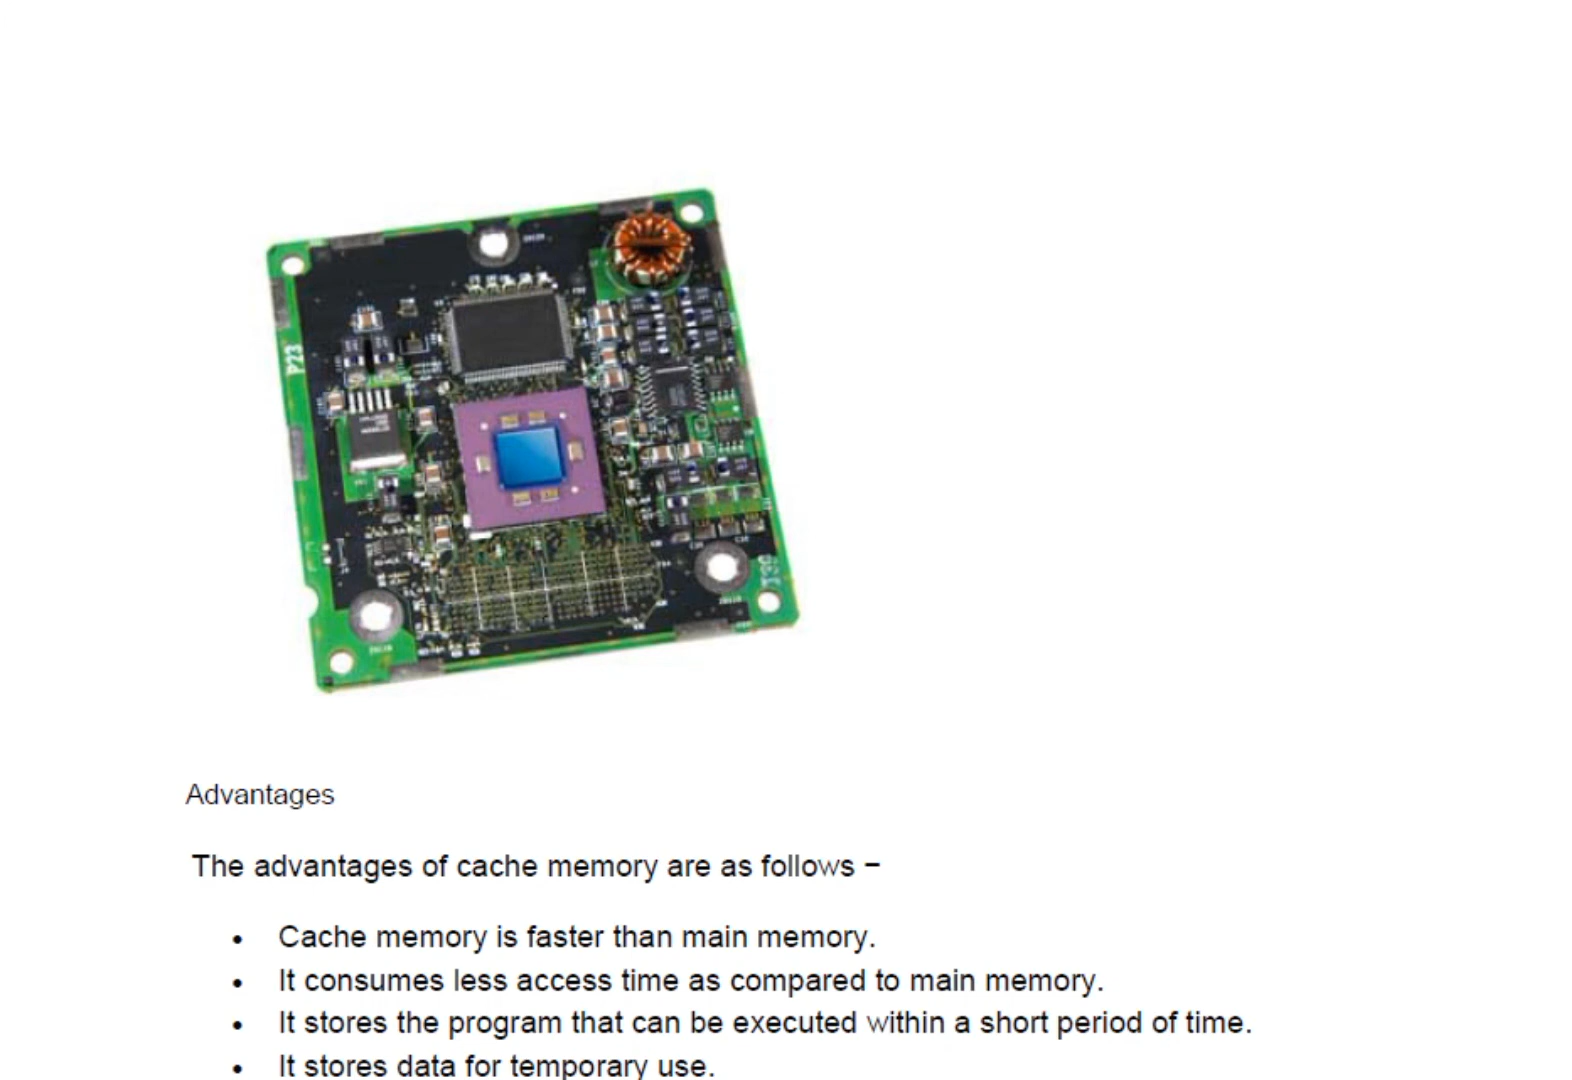 P23
Advantages
The advantages of cache memory are as follows –
• Cache memory is faster than main memory.
• It consumes less access time as compared to main memory.
• It stores the program that can be executed within a short period of time.
• It stores data for temporary use.